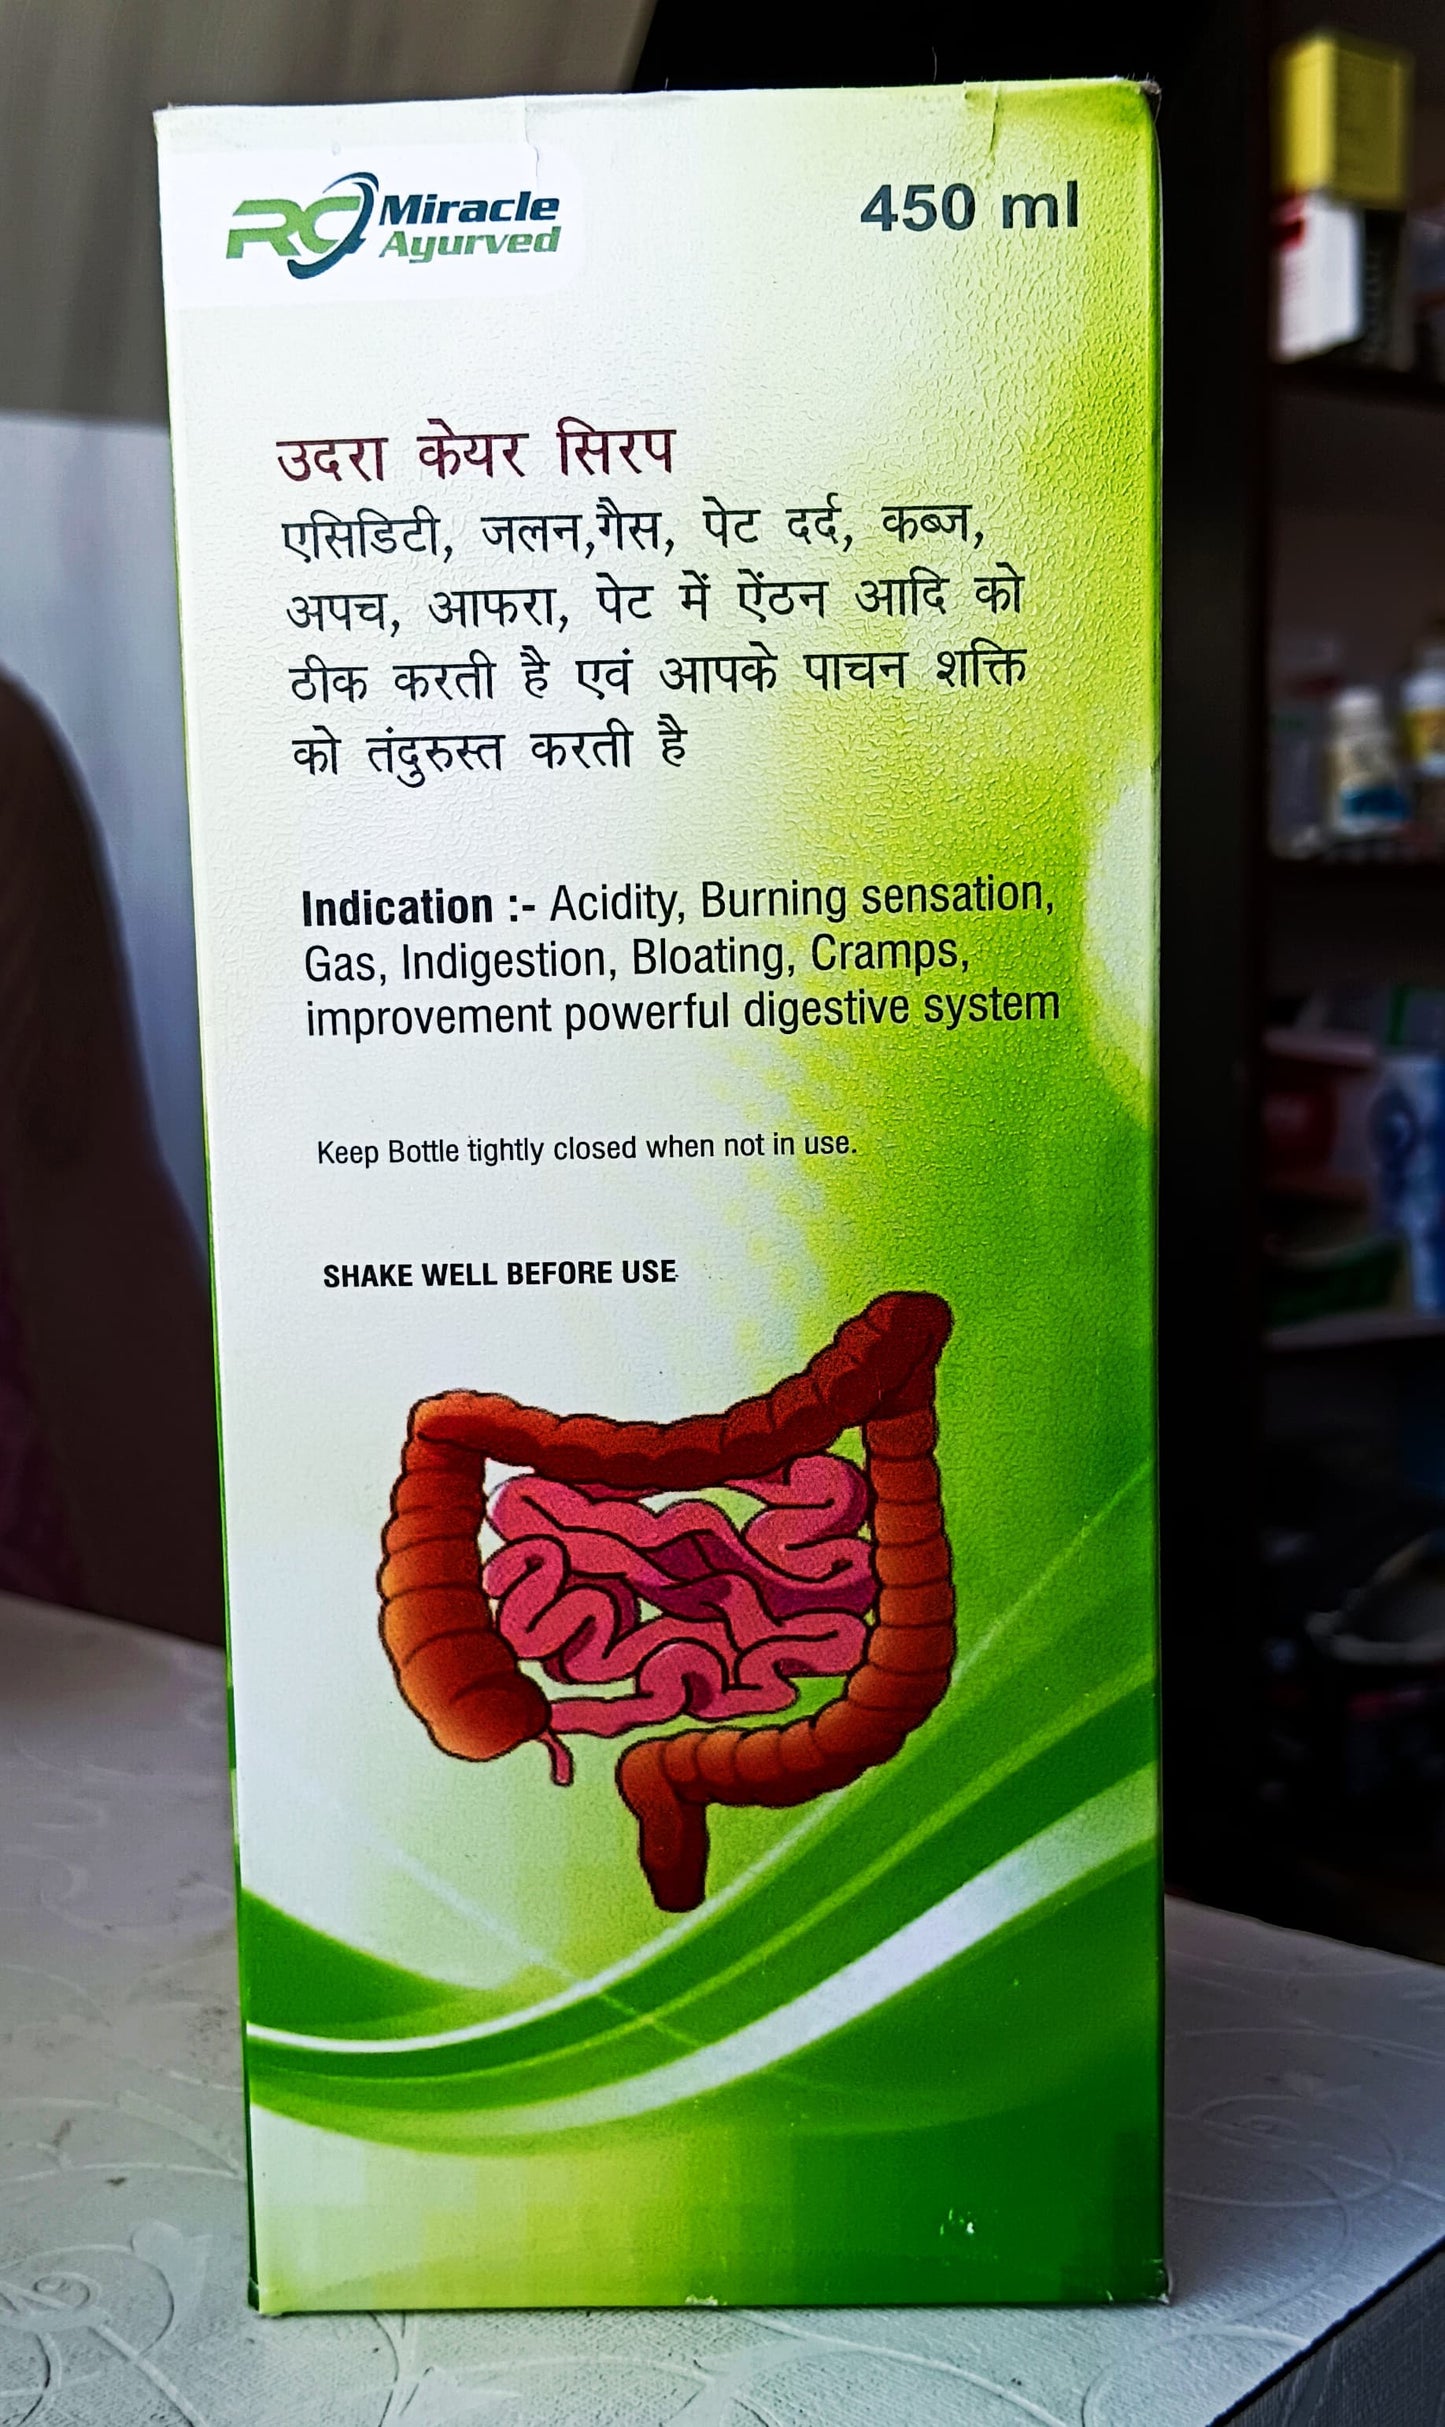 RC Miracle
Ayurved
450 ml
उदरा केयर सिरप
एसिडिटी, जलन,गैस, पेट दर्द, कब्ज,
अपच, आफरा, पेट में ऐंठन आदि को
ठीक करती है एवं आपके पाचन शक्ति
को तंदुरुस्त करती है
Indication :- Acidity, Burning sensation,
Gas, Indigestion, Bloating, Cramps,
improvement powerful digestive system
Keep Bottle tightly closed when not in use.
SHAKE WELL BEFORE USE